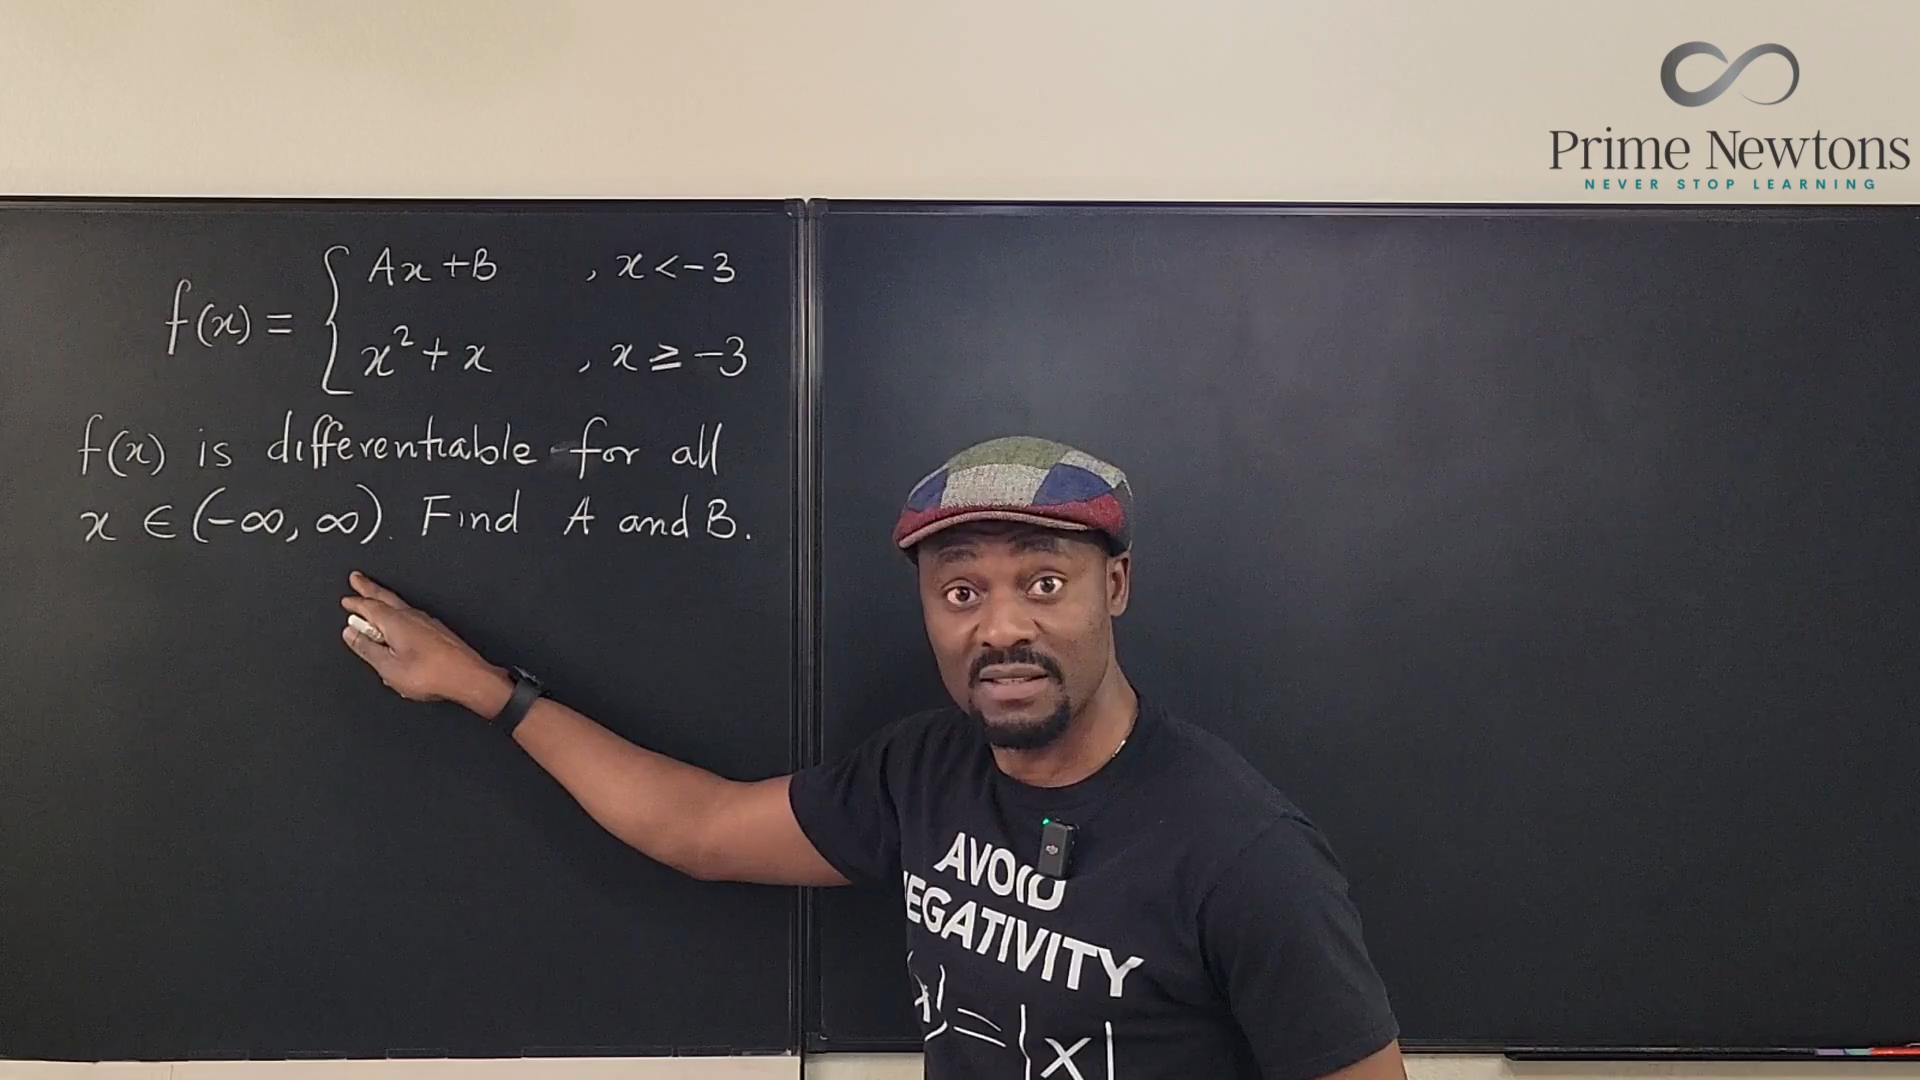 Prime Newtons
NEVER STOP LEARNING
f(x) = { Ax + B , x < -3
x² + x , x ≥ -3
f(x) is differentiable for all
x ∈ (-∞, ∞). Find A and B.
AVOID
NEGATIVITY
|x| = |x|